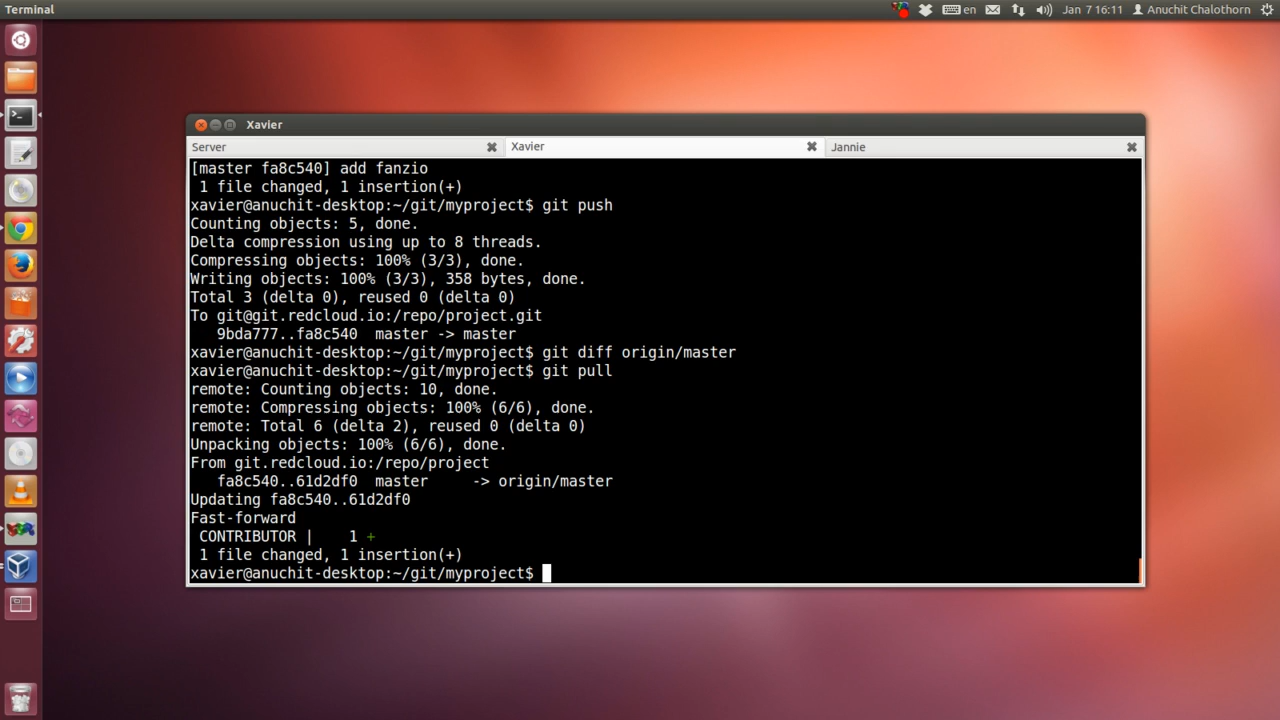 Terminal
en
Jan 7 16:11
Anuchit Chalothorn
Xavier
Server
Xavier
Jannie
[master fa8c540] add fanzio
 1 file changed, 1 insertion(+)
xavier@anuchit-desktop:~/git/myproject$ git push
Counting objects: 5, done.
Delta compression using up to 8 threads.
Compressing objects: 100% (3/3), done.
Writing objects: 100% (3/3), 358 bytes, done.
Total 3 (delta 0), reused 0 (delta 0)
To git@git.redcloud.io:/repo/project.git
   9bda777..fa8c540  master -> master
xavier@anuchit-desktop:~/git/myproject$ git diff origin/master
xavier@anuchit-desktop:~/git/myproject$ git pull
remote: Counting objects: 10, done.
remote: Compressing objects: 100% (6/6), done.
remote: Total 6 (delta 2), reused 0 (delta 0)
Unpacking objects: 100% (6/6), done.
From git.redcloud.io:/repo/project
   fa8c540..61d2df0  master     -> origin/master
Updating fa8c540..61d2df0
Fast-forward
 CONTRIBUTOR |    1 +
 1 file changed, 1 insertion(+)
xavier@anuchit-desktop:~/git/myproject$